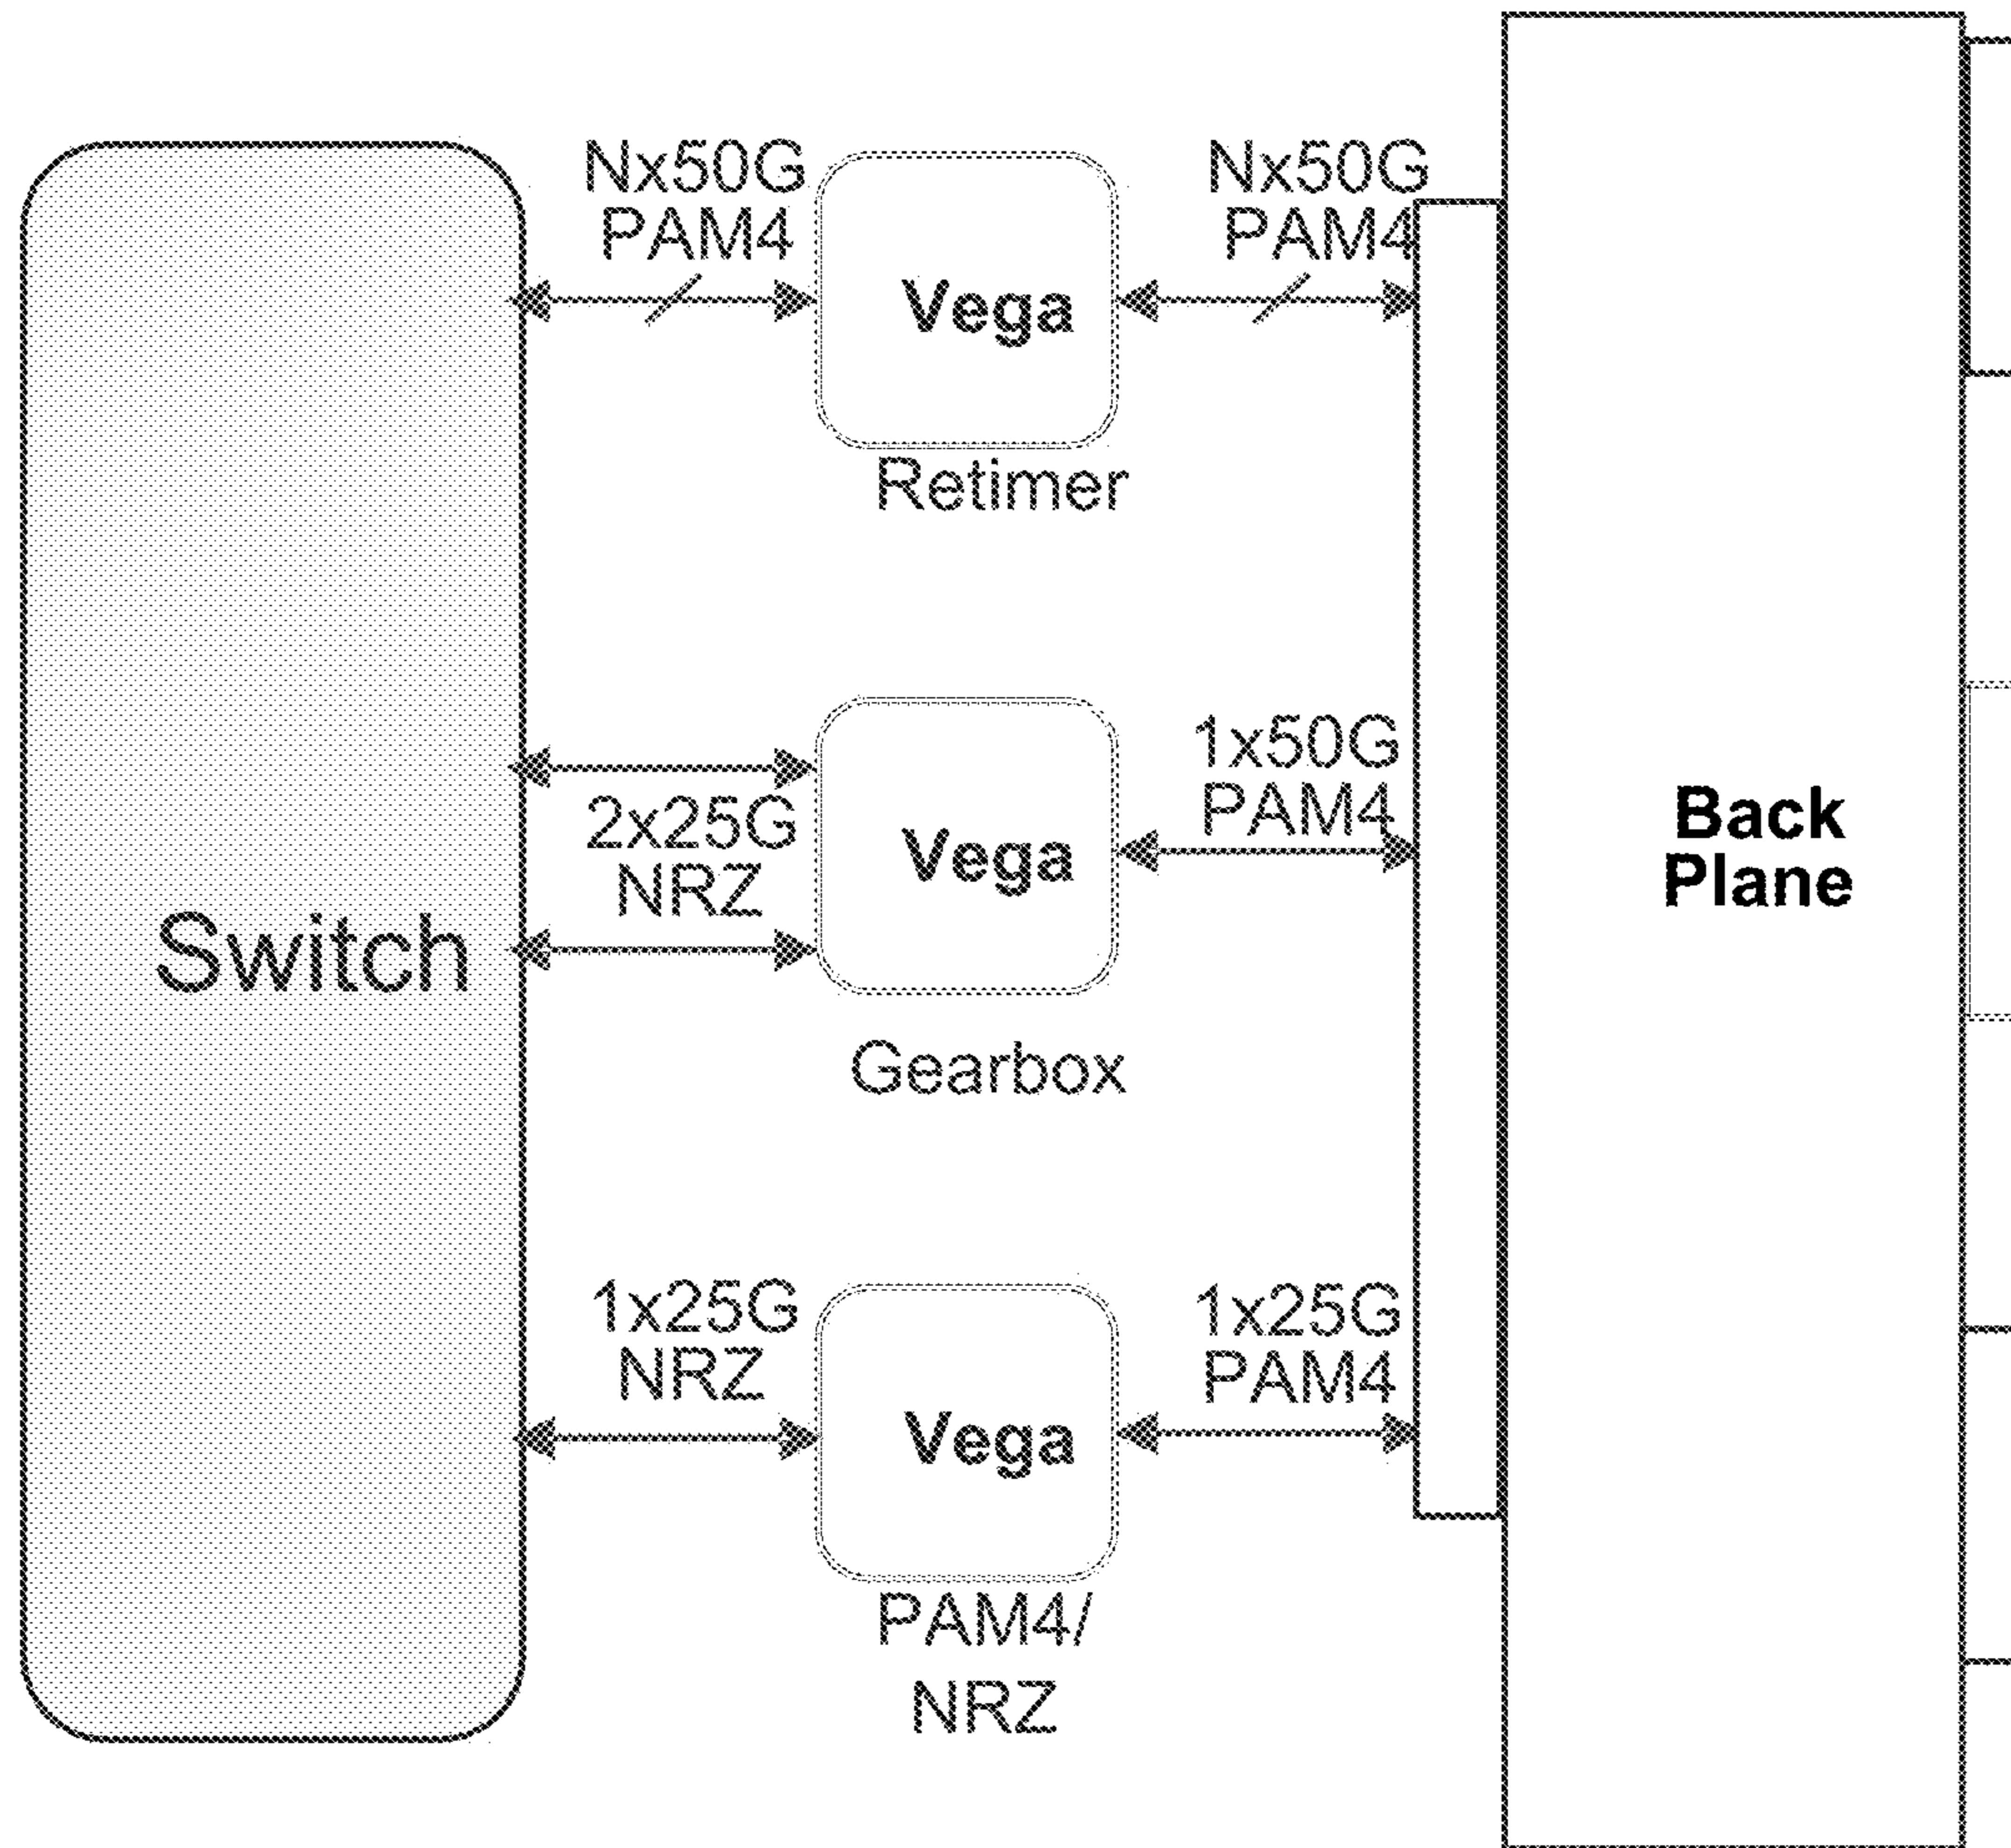 Nx50G
PAM4
Nx50G
PAM4
Vega
Retimer
1x50G
PAM4
2x25G
NRZ
Vega
Back
Plane
Switch
Gearbox
1x25G
NRZ
1x25G
PAM4
Vega
PAM4/
NRZ